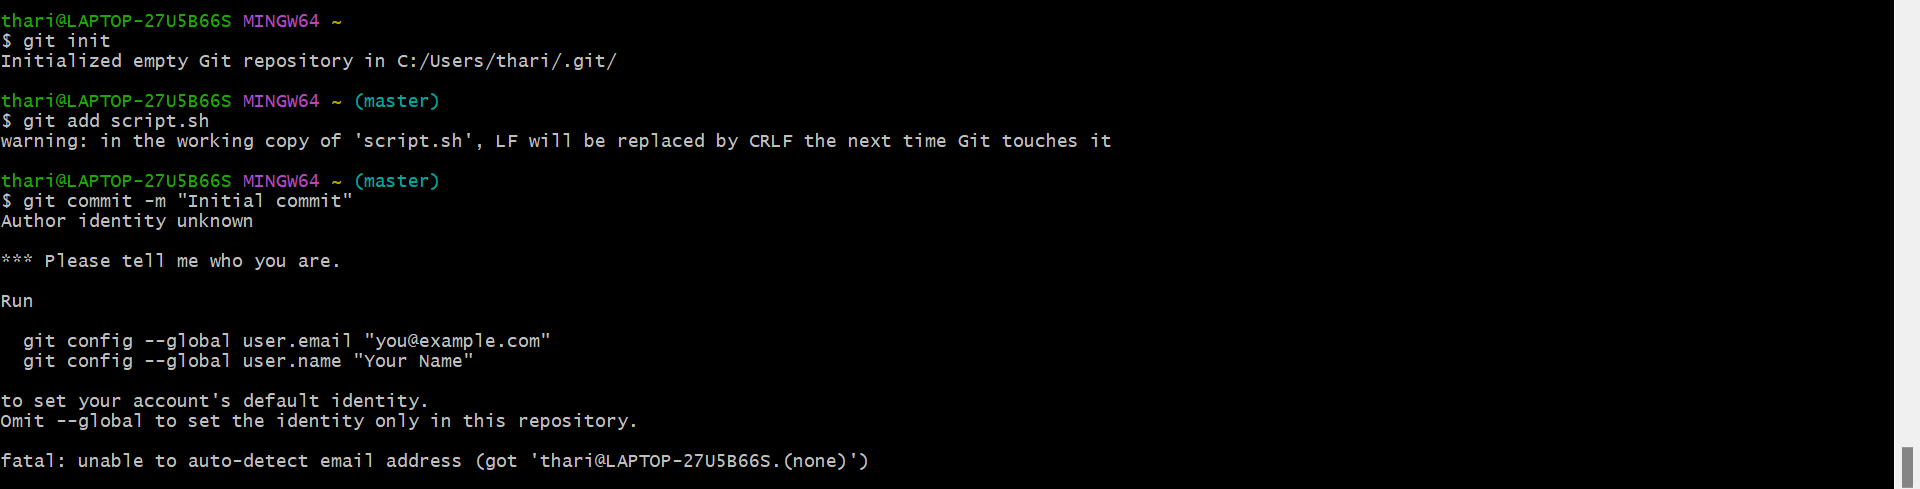 thari@LAPTOP-27U5B66S MINGW64 ~
$ git init
Initialized empty Git repository in C:/Users/thari/.git/
thari@LAPTOP-27U5B66S MINGW64 ~ (master)
$ git add script.sh
warning: in the working copy of 'script.sh', LF will be replaced by CRLF the next time Git touches it
thari@LAPTOP-27U5B66S MINGW64 ~ (master)
$ git commit -m "Initial commit"
Author identity unknown
*** Please tell me who you are.
Run
git config --global user.email "you@example.com"
git config --global user.name "Your Name"
to set your account's default identity.
Omit --global to set the identity only in this repository.
fatal: unable to auto-detect email address (got 'thari@LAPTOP-27U5B66S.(none)')